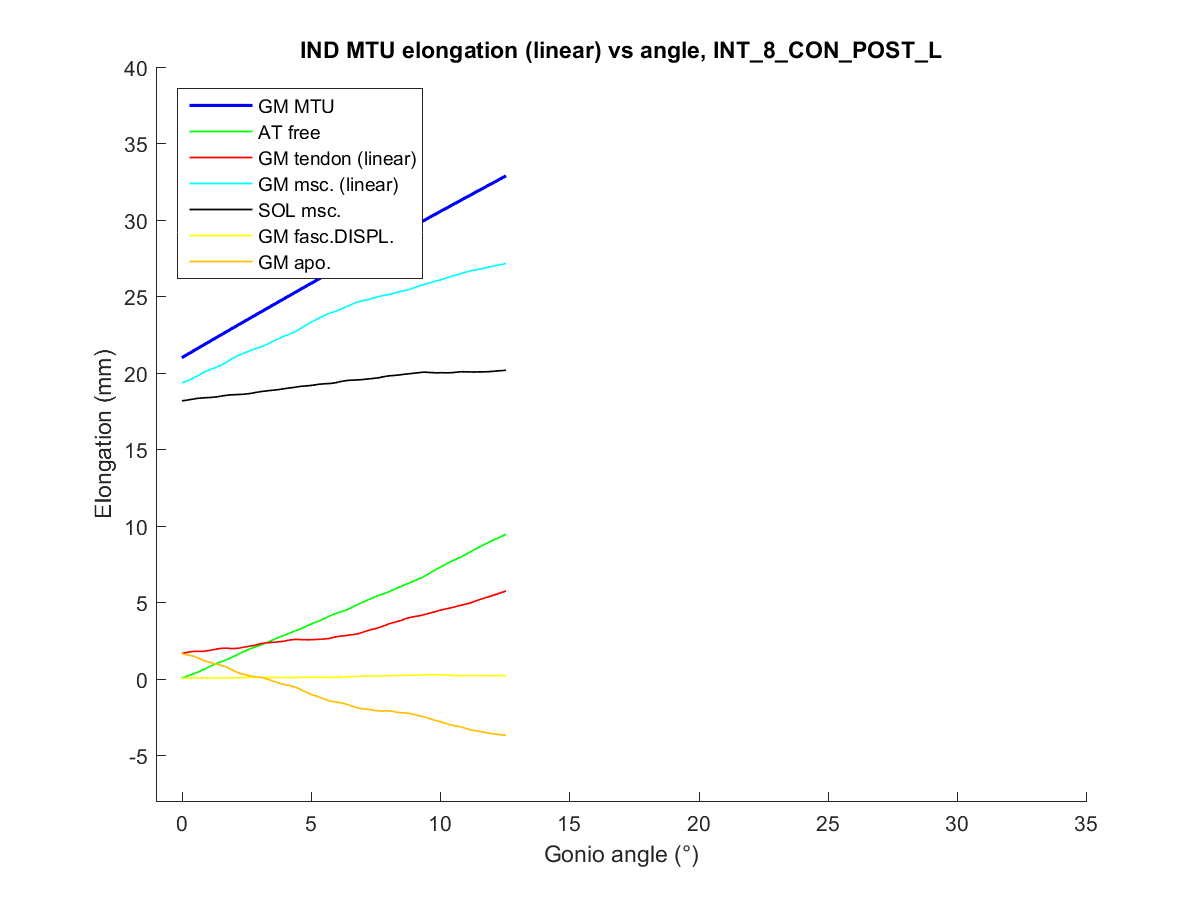 IND MTU elongation (linear) vs angle, INT_8_CON_POST_L
40
35
30
25
20
15
10
5
0
-5
Elongation (mm)
GM MTU
AT free
GM tendon (linear)
GM msc. (linear)
SOL msc.
GM fasc.DISPL.
GM apo.
0 5 10 15 20 25 30 35
Gonio angle (°)